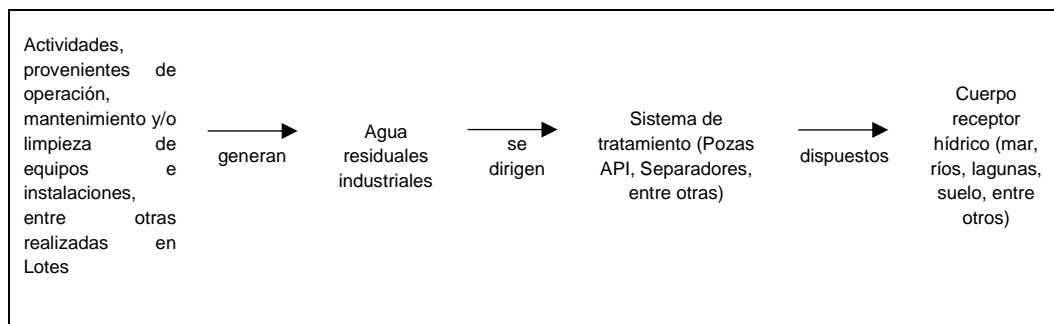 Actividades,
provenientes de
operación,
mantenimiento y/o
limpieza de
equipos e
instalaciones,
entre otras
realizadas en
Lotes
generan
Agua
residuales
industriales
se
dirigen
Sistema de
tratamiento (Pozas
API, Separadores,
entre otras)
dispuestos
Cuerpo
receptor
hídrico (mar,
ríos, lagunas,
suelo, entre
otros)